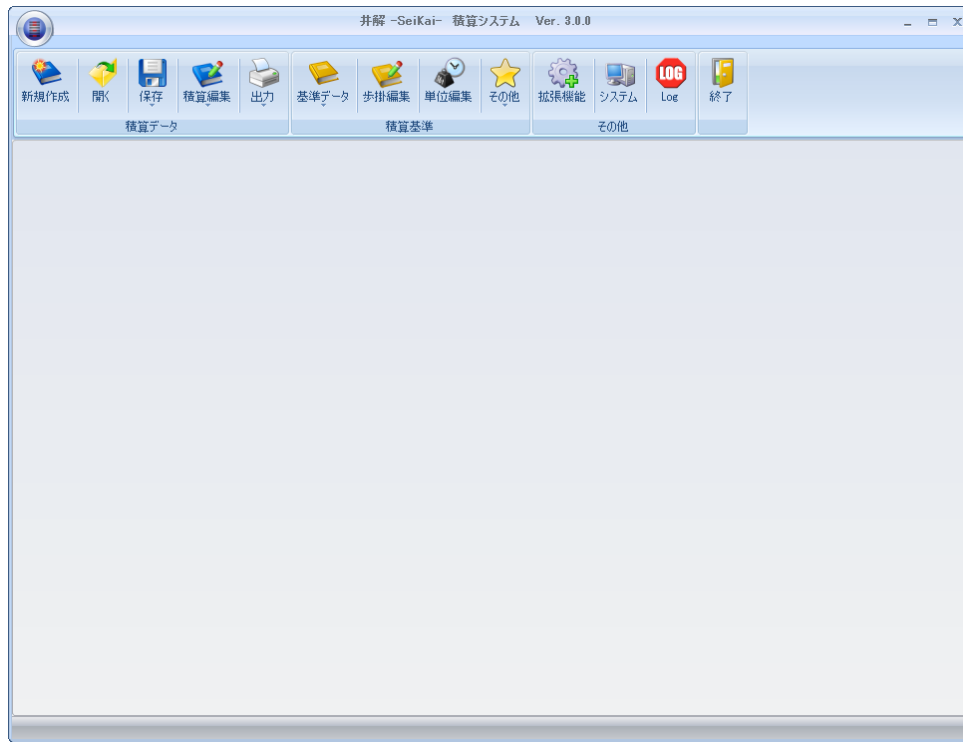 井解 -SeiKai- 積算システム Ver. 3.0.0
新規作成 開く 保存 積算編集 出力 基準データ 歩掛編集 単位編集 その他 拡張機能 システム LOG Log 終了
積算データ 積算基準 その他